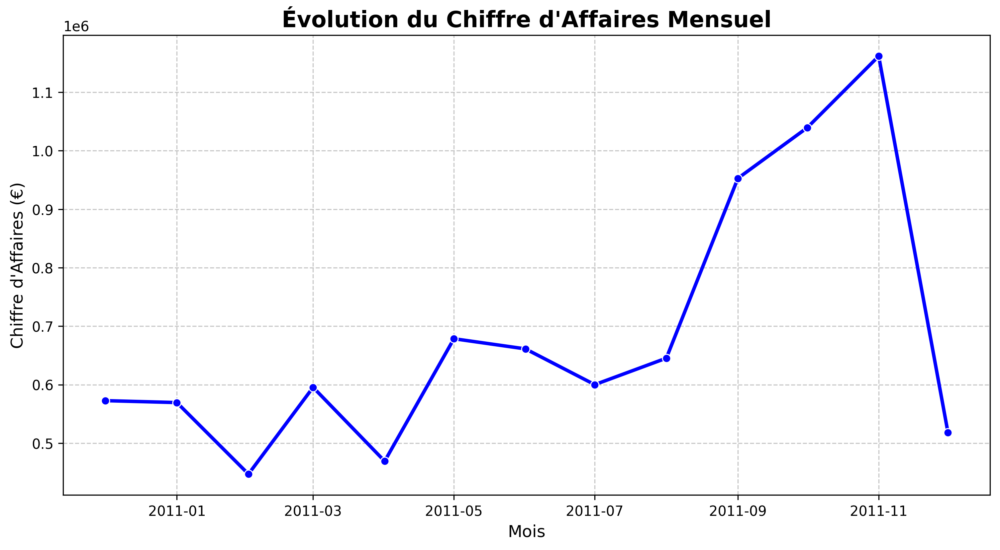 Évolution du Chiffre d'Affaires Mensuel
1e6
1.1
1.0
0.9
0.8
0.7
0.6
0.5
Chiffre d'Affaires (€)
2011-01 2011-03 2011-05 2011-07 2011-09 2011-11
Mois